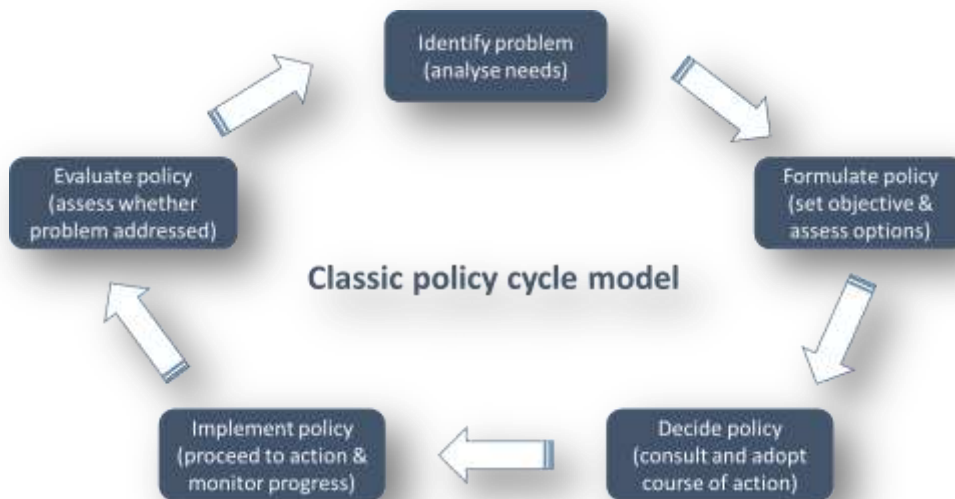 Identify problem
(analyse needs)
Formulate policy
(set objective &
assess options)
Decide policy
(consult and adopt
course of action)
Implement policy
(proceed to action &
monitor progress)
Evaluate policy
(assess whether
problem addressed)
Classic policy cycle model